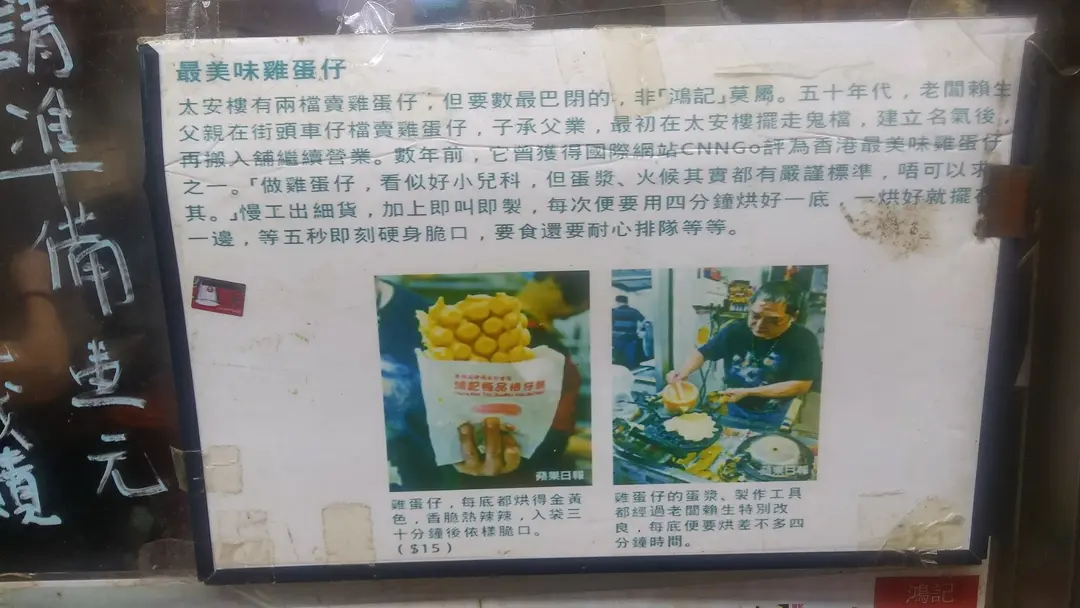 最美味雞蛋仔
太安樓有兩檔賣雞蛋仔，但要數最巴閉的，非「鴻記」莫屬。五十年代，老闆賴生
父親在街頭車仔檔賣雞蛋仔，子承父業，最初在太安樓擺走鬼檔，建立名氣後，
再搬入舖繼續營業。數年前，它曾獲得國際網站CNNGo評為香港最美味雞蛋仔
之一。「做雞蛋仔，看似好小兒科，但蛋漿、火候其實都有嚴謹標準，唔可以求
其。」慢工出細貨，加上即叫即製，每次便要用四分鐘烘好一底，一烘好就擺在
一邊，等五秒即刻硬身脆口，要食還要耐心排隊等等。
蘋果日報
蘋果日報
雞蛋仔，每底都烘得金黃
色，香脆熱辣辣，入袋三
十分鐘後依樣脆口。
（$15）
雞蛋仔的蛋漿、製作工具
都經過老闆賴生特別改
良，每底便要烘差不多四
分鐘時間。
請準備
元
鴻記